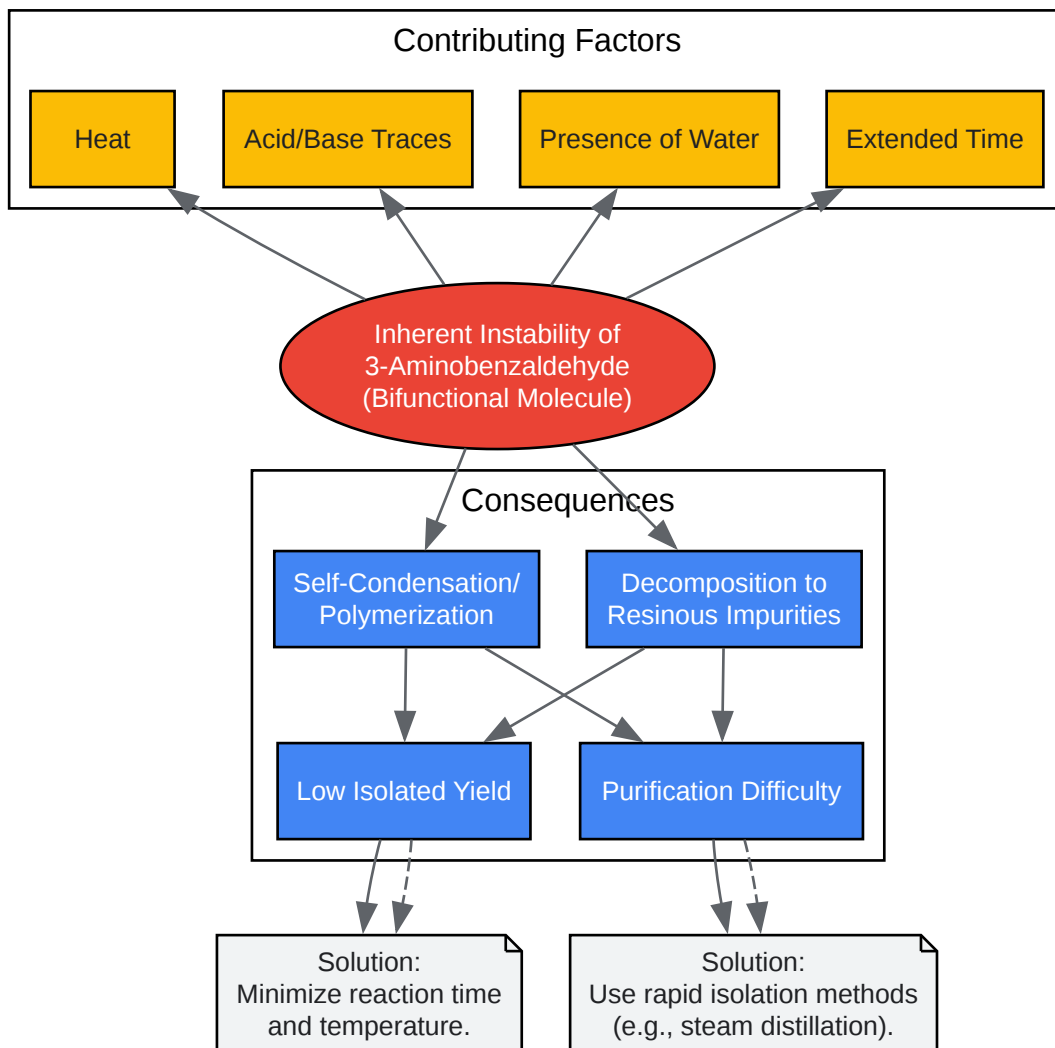 Contributing Factors
Heat
Acid/Base Traces
Presence of Water
Extended Time
Inherent Instability of
3-Aminobenzaldehyde
(Bifunctional Molecule)
Consequences
Self-Condensation/
Polymerization
Decomposition to
Resinous Impurities
Low Isolated Yield
Purification Difficulty
Solution:
Minimize reaction time
and temperature.
Solution:
Use rapid isolation methods
(e.g., steam distillation).